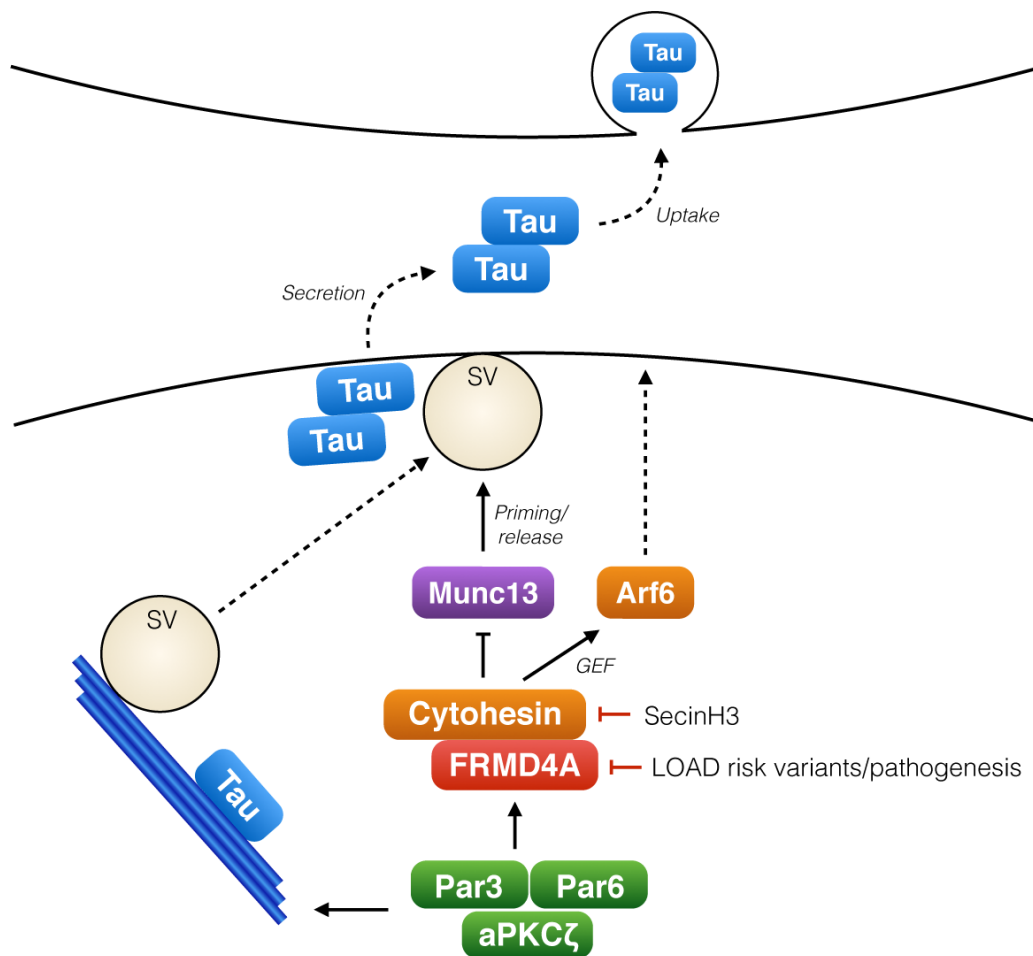 Tau
Tau
Tau
Tau
Uptake
Secretion
Tau
Tau
SV
Priming/
release
Munc13
Arf6
SV
GEF
Cytohesin
SecinH3
FRMD4A
LOAD risk variants/pathogenesis
Tau
Par3
Par6
aPKCζ